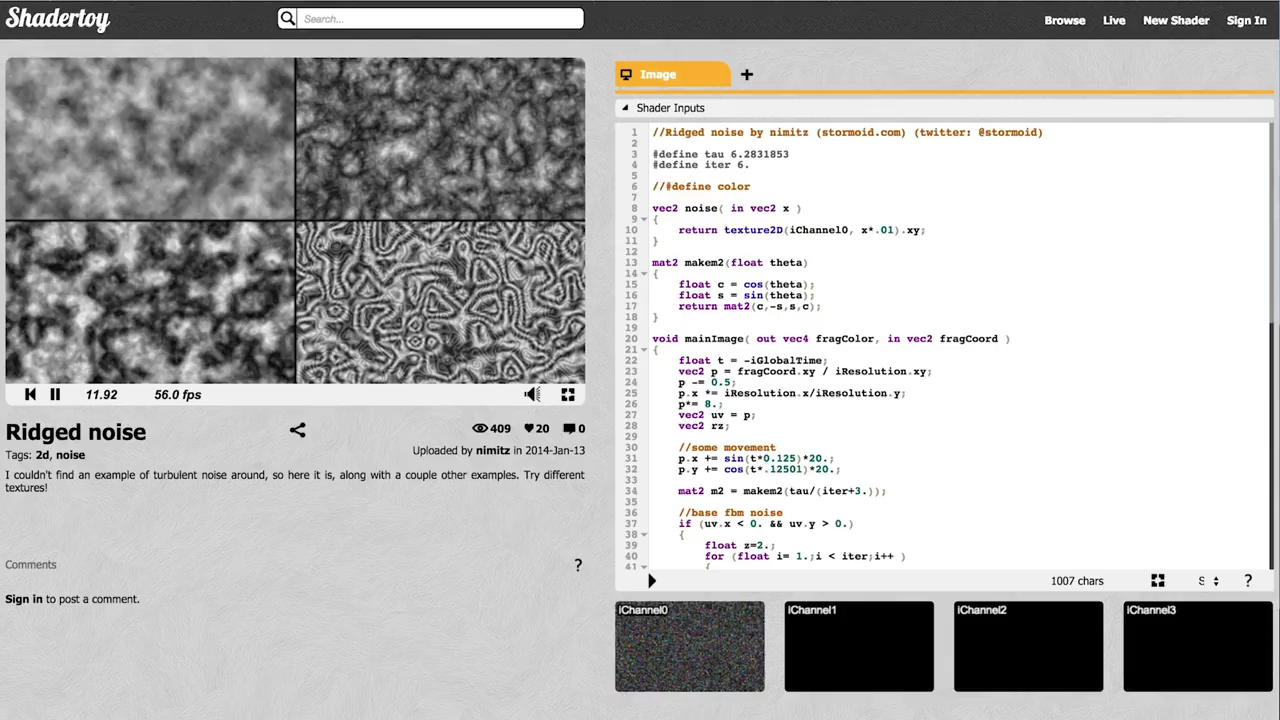 Shadertoy
Search...
Browse Live New Shader Sign In
11.92 56.0 fps
Ridged noise
409 20 0
Tags: 2d, noise
Uploaded by nimitz in 2014-Jan-13
I couldn't find an example of turbulent noise around, so here it is, along with a couple other examples. Try different
textures!
Comments
?
Sign in to post a comment.
Image +
Shader Inputs
1 //Ridged noise by nimitz (stormoid.com) (twitter: @stormoid)
2
3 #define tau 6.2831853
4 #define iter 6.
5
6 //#define color
7
8 vec2 noise( in vec2 x )
9 {
10 return texture2D(iChannel0, x*.01).xy;
11 }
12
13 mat2 makem2(float theta)
14 {
15 float c = cos(theta);
16 float s = sin(theta);
17 return mat2(c,-s,s,c);
18 }
19
20 void mainImage( out vec4 fragColor, in vec2 fragCoord )
21 {
22 float t = -iGlobalTime;
23 vec2 p = fragCoord.xy / iResolution.xy;
24 p -= 0.5;
25 p.x *= iResolution.x/iResolution.y;
26 p*= 8.;
27 vec2 uv = p;
28 vec2 rz;
29
30 //some movement
31 p.x += sin(t*0.125)*20.;
32 p.y += cos(t*.12501)*20.;
33
34 mat2 m2 = makem2(tau/(iter+3.));
35
36 //base fbm noise
37 if (uv.x < 0. && uv.y > 0.)
38 {
39 float z=2.;
40 for (float i= 1.;i < iter;i++ )
41 {
1007 chars S ?
iChannel0 iChannel1 iChannel2 iChannel3